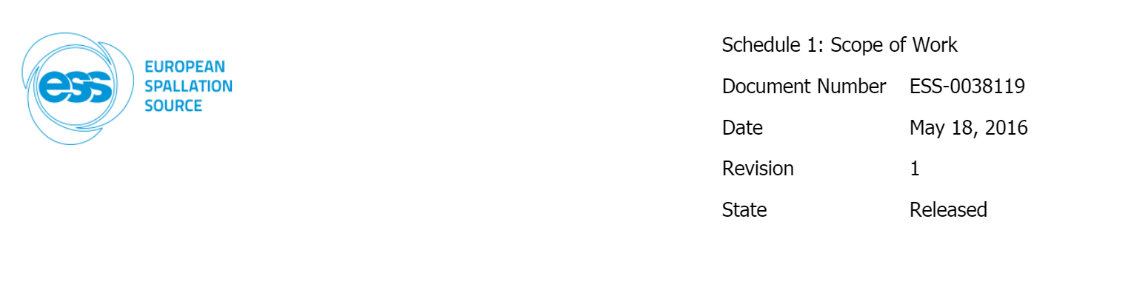 ess
EUROPEAN
SPALLATION
SOURCE
Schedule 1: Scope of Work
Document Number ESS-0038119
Date May 18, 2016
Revision 1
State Released